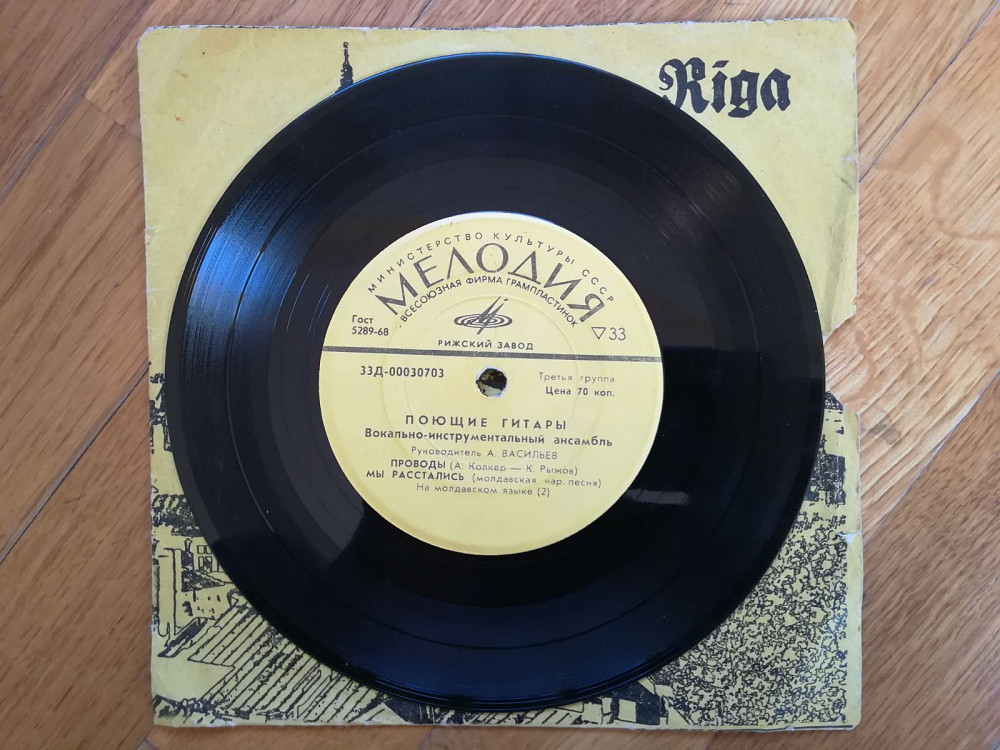 Riga
МИНИСТЕРСТВО КУЛЬТУРЫ СССР
МЕЛОДИЯ
ВСЕСОЮЗНАЯ ФИРМА ГРАМПЛАСТИНОК
Гост
5289-68
▽33
РИЖСКИЙ ЗАВОД
33Д-00030703
Третья группа
Цена 70 коп.
ПОЮЩИЕ ГИТАРЫ
Вокально-инструментальный ансамбль
Руководитель А. ВАСИЛЬЕВ
ПРОВОДЫ (А. Колкер — К. Рыжов)
МЫ РАССТАЛИСЬ (молдавская нар. песня)
На молдавском языке (2)